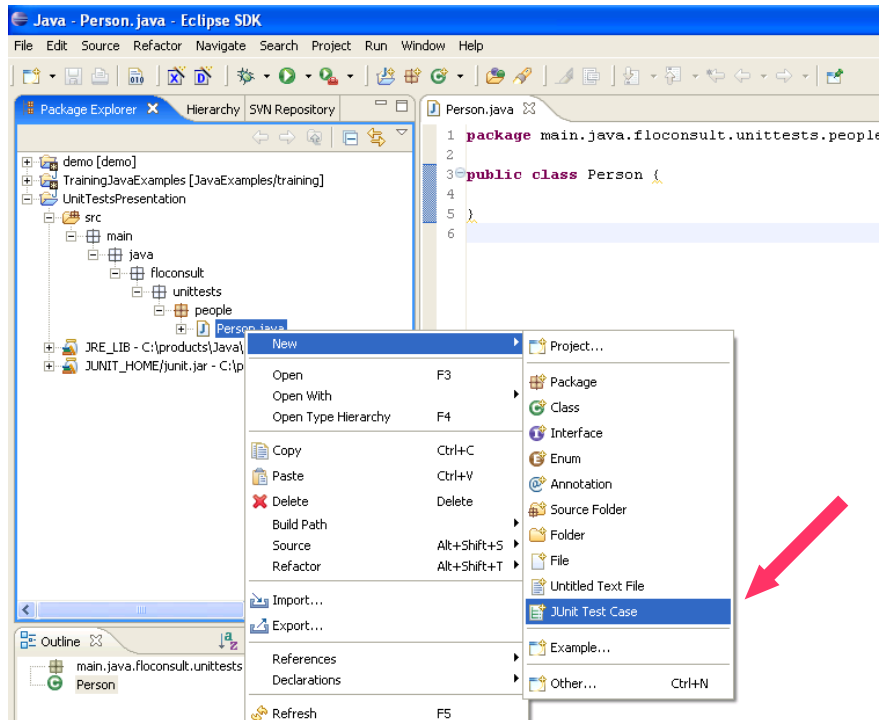 Java - Person.java - Eclipse SDK
File Edit Source Refactor Navigate Search Project Run Window Help
Package Explorer Hierarchy SVN Repository
demo [demo]
TrainingJavaExamples [JavaExamples/training]
UnitTestsPresentation
src
main
java
floconsult
unittests
people
Person.java
JRE_LIB - C:\products\Java\
JUNIT_HOME/junit.jar - C:\p
Person.java
1 package main.java.floconsult.unittests.people
2
3 public class Person {
4
5 }
6
New
Open F3
Open With
Open Type Hierarchy F4
Copy Ctrl+C
Paste Ctrl+V
Delete Delete
Build Path
Source Alt+Shift+S
Refactor Alt+Shift+T
Import...
Export...
References
Declarations
Refresh F5
Project...
Package
Class
Interface
Enum
Annotation
Source Folder
Folder
File
Untitled Text File
JUnit Test Case
Example...
Other... Ctrl+N
Outline
main.java.floconsult.unittests
Person